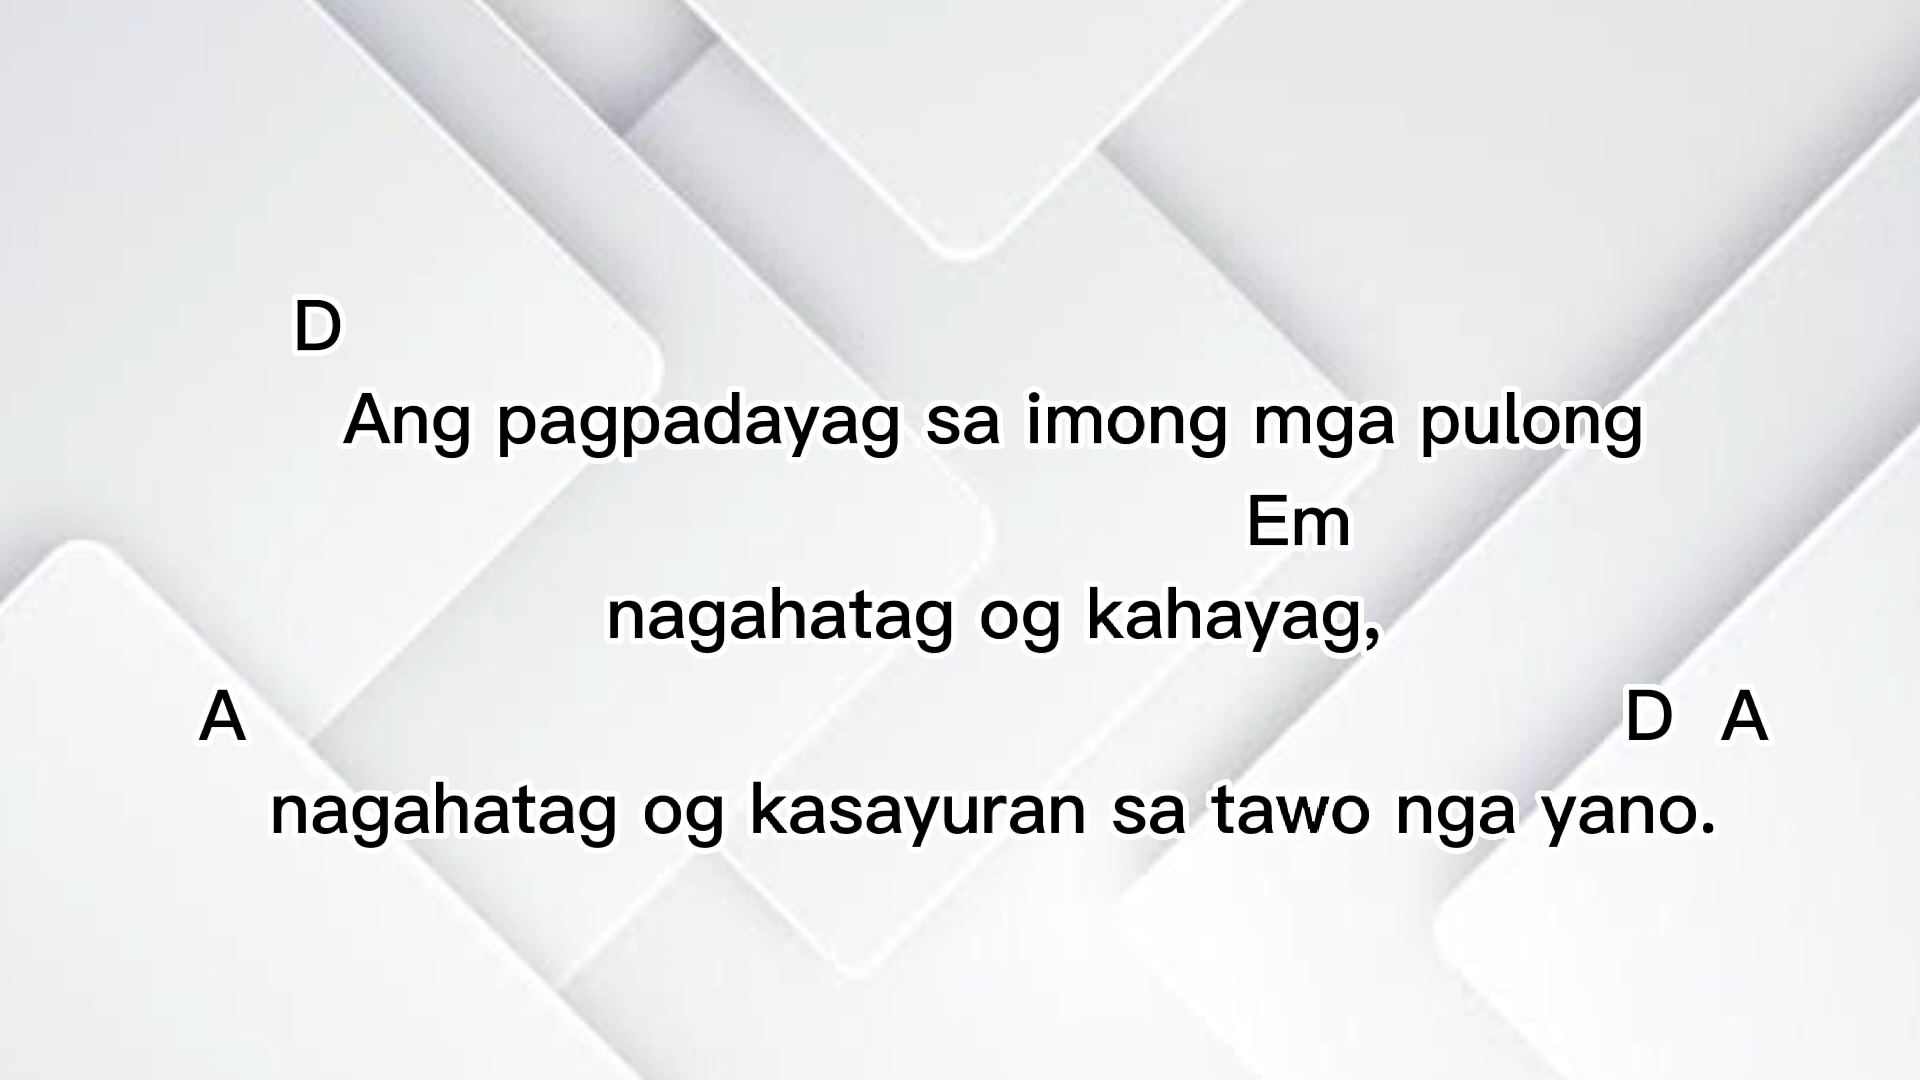 D
Ang pagpadayag sa imong mga pulong
Em
nagahatag og kahayag,
A D A
nagahatag og kasayuran sa tawo nga yano.